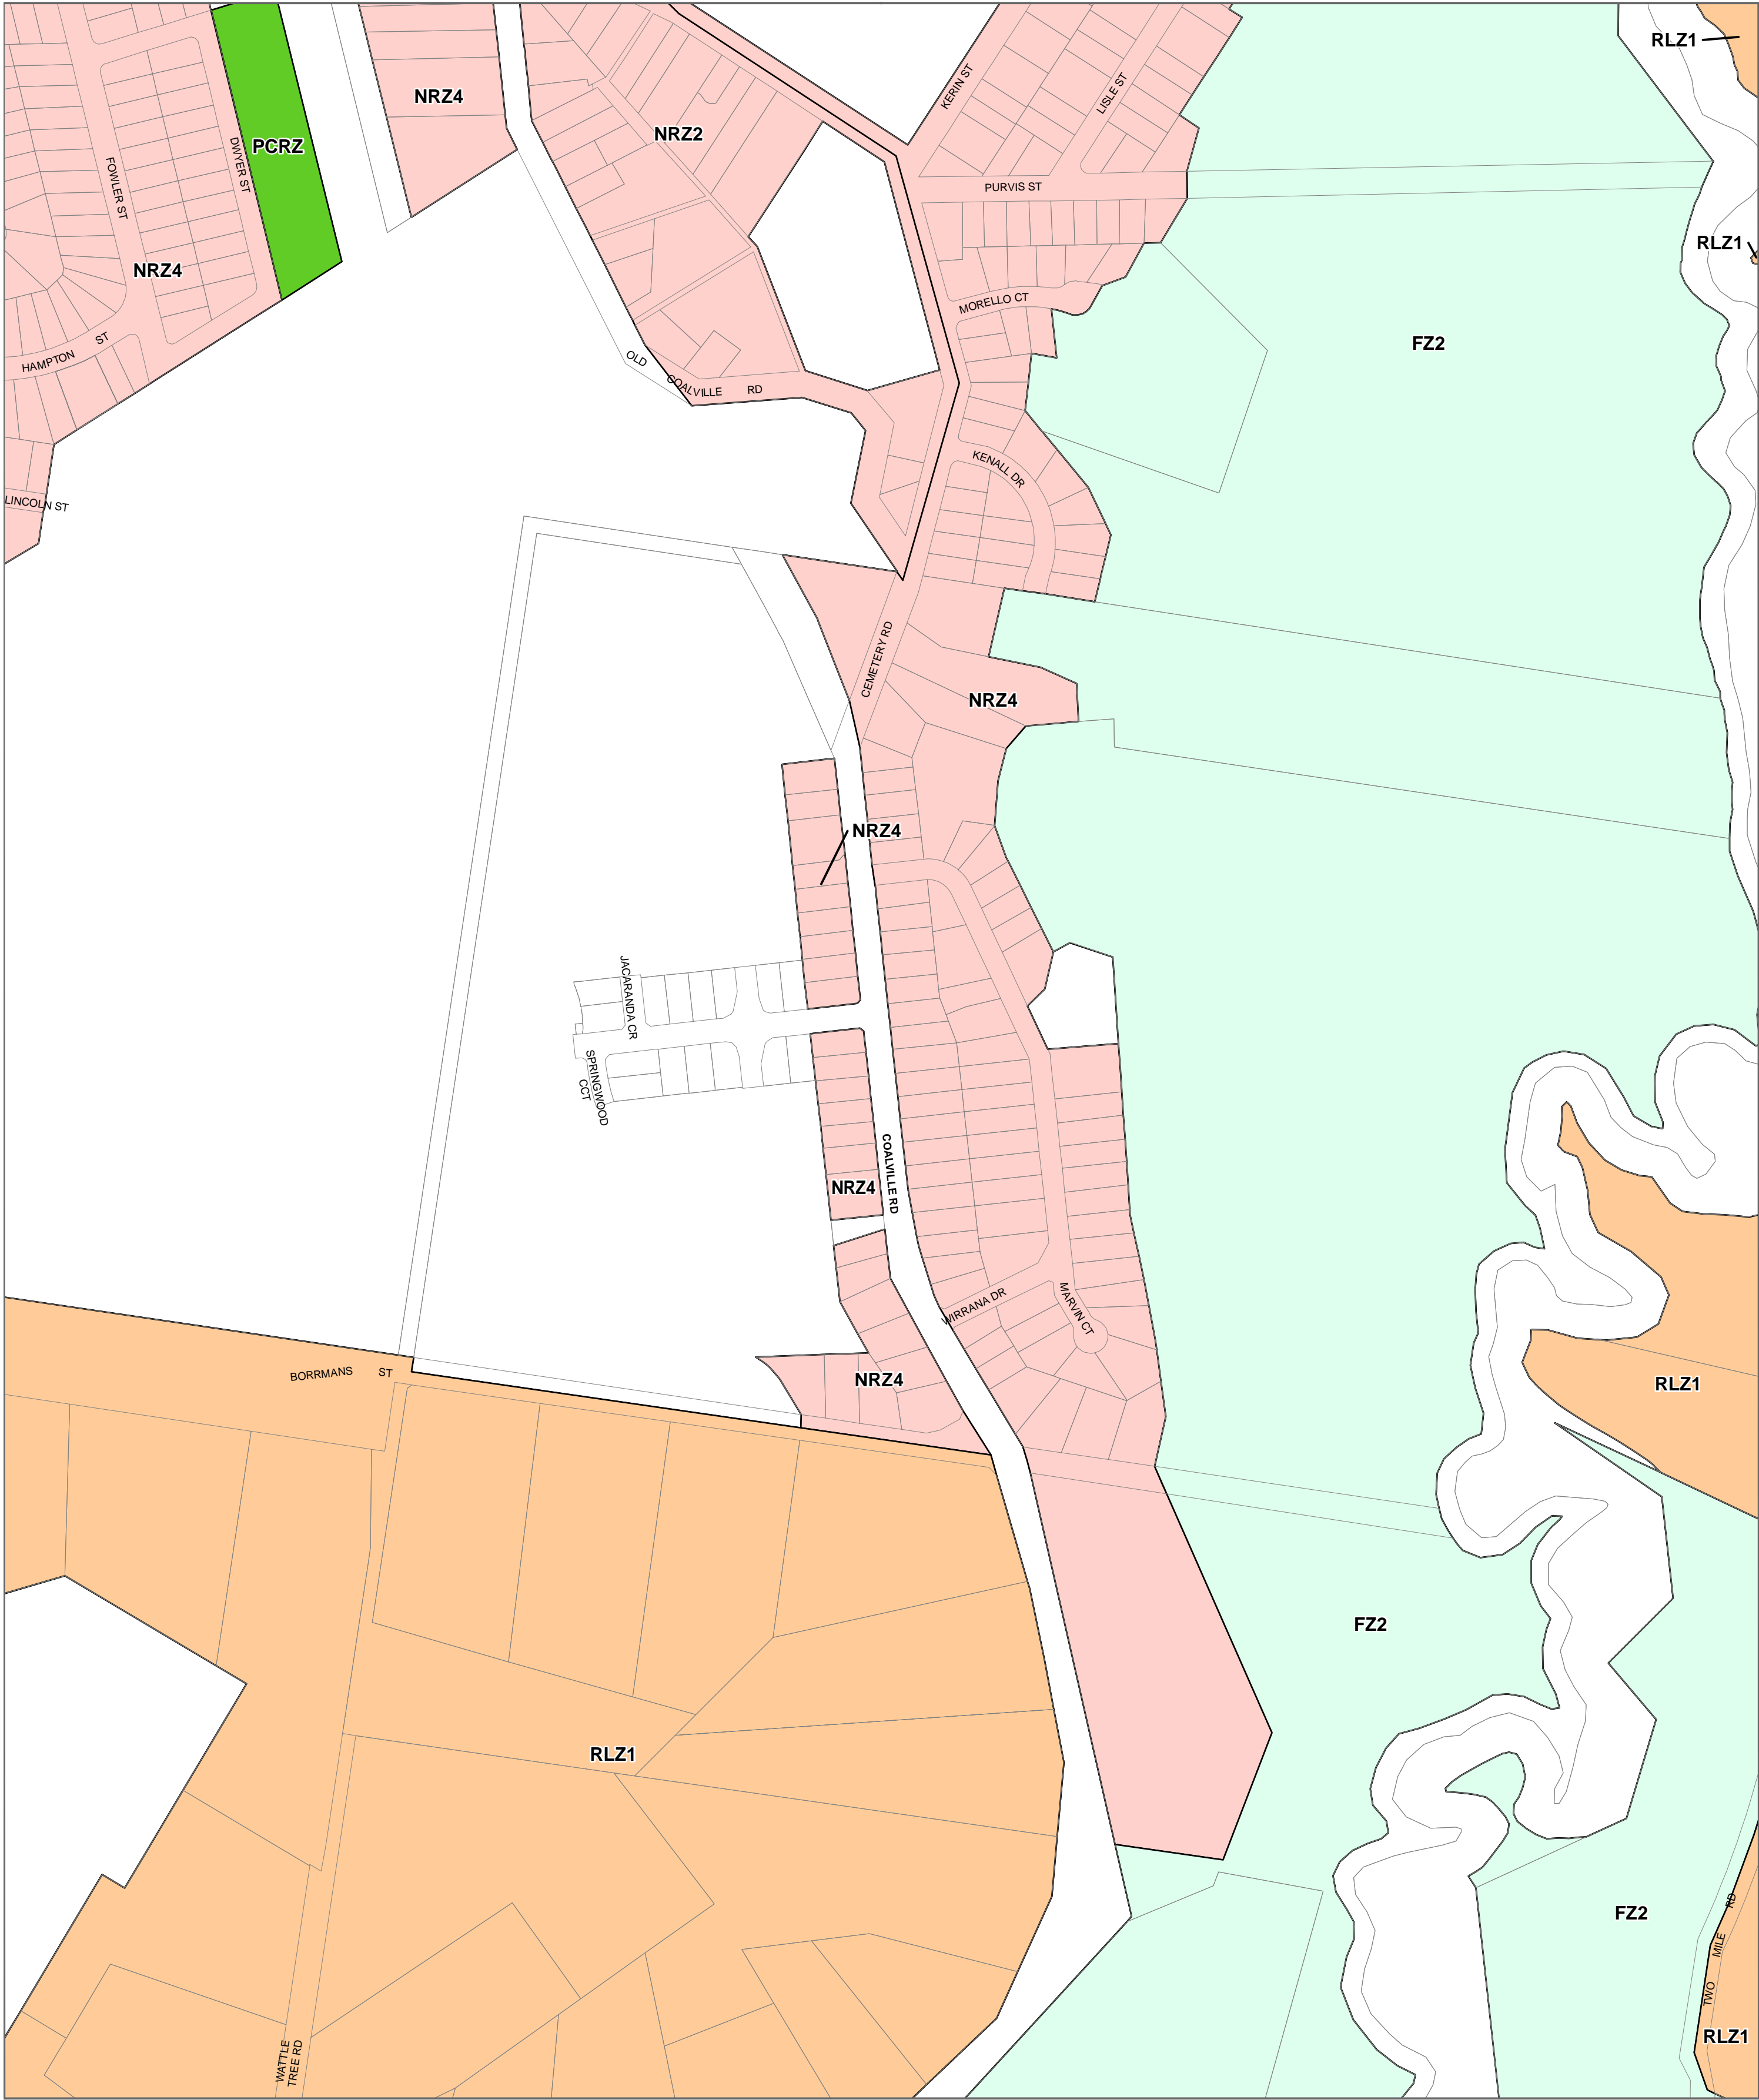 RLZ1
KERIN ST
LISLE ST
NRZ4
NRZ2
PCRZ
DWYER ST
FOWLER ST
PURVIS ST
RLZ1
NRZ4
MORELLO CT
FZ2
HAMPTON ST
OLD COALVILLE RD
KENALL DR
LINCOLN ST
CEMETERY RD
NRZ4
NRZ4
JACARANDA CR
SPRINGWOOD
CCT
COALVILLE RD
NRZ4
WIRRANA DR
MARVIN CT
BORRMANS ST
NRZ4
RLZ1
FZ2
RLZ1
FZ2
TWO MILE RD
RLZ1
WATTLE
TREE RD